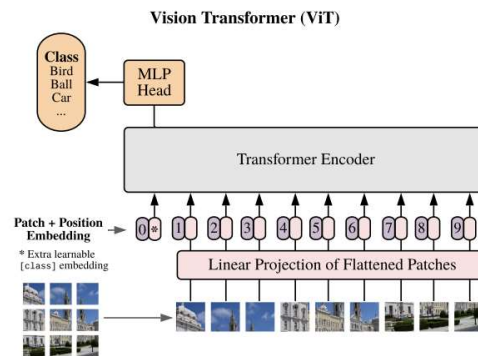 Vision Transformer (ViT)
Class
Bird
Ball
Car
...
MLP
Head
Transformer Encoder
Patch + Position
Embedding
* Extra learnable
[class] embedding
0 * 1 2 3 4 5 6 7 8 9
Linear Projection of Flattened Patches